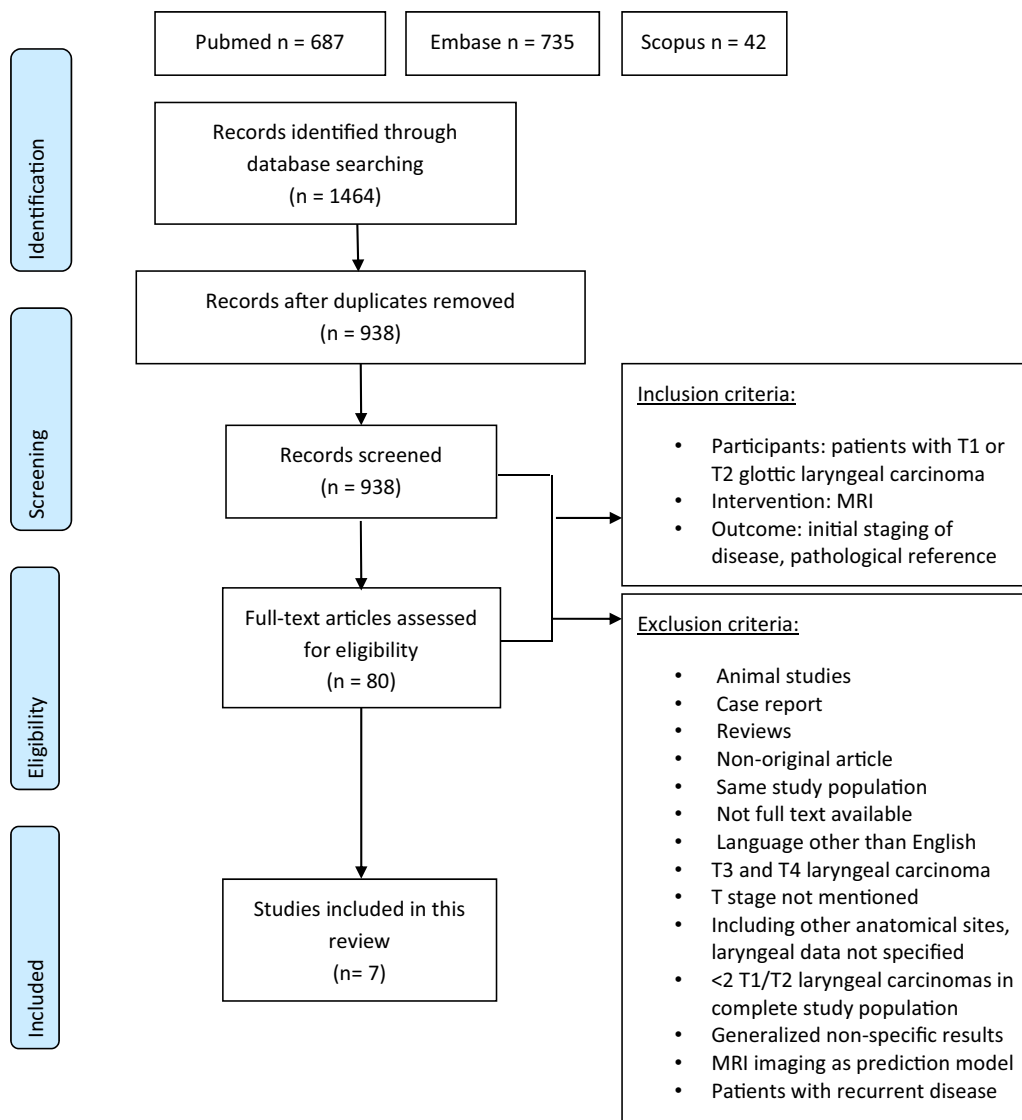 Pubmed n = 687
Embase n = 735
Scopus n = 42
Identification
Records identified through
database searching
(n = 1464)
Records after duplicates removed
(n = 938)
Screening
Records screened
(n = 938)
Inclusion criteria:
• Participants: patients with T1 or
T2 glottic laryngeal carcinoma
• Intervention: MRI
• Outcome: initial staging of
disease, pathological reference
Eligibility
Full-text articles assessed
for eligibility
(n = 80)
Exclusion criteria:
• Animal studies
• Case report
• Reviews
• Non-original article
• Same study population
• Not full text available
• Language other than English
• T3 and T4 laryngeal carcinoma
• T stage not mentioned
• Including other anatomical sites,
laryngeal data not specified
• <2 T1/T2 laryngeal carcinomas in
complete study population
• Generalized non-specific results
• MRI imaging as prediction model
• Patients with recurrent disease
Included
Studies included in this
review
(n= 7)